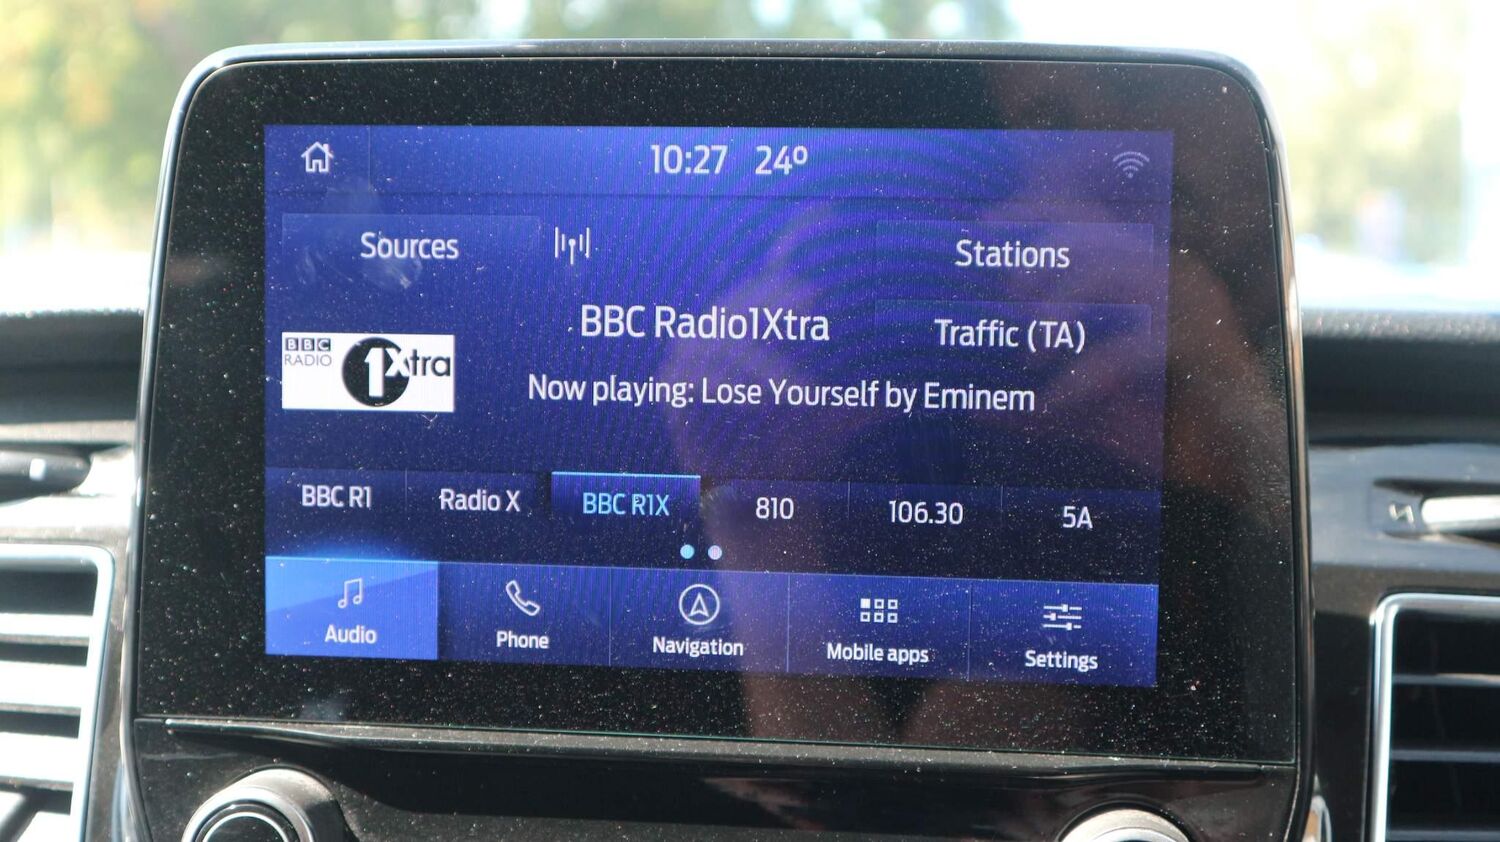 10:27 24°
Sources
Stations
BBC Radio1Xtra
Traffic (TA)
BBC
RADIO
1Xtra
Now playing: Lose Yourself by Eminem
BBC R1
Radio X
BBC R1X
810
106.30
5A
Audio
Phone
Navigation
Mobile apps
Settings